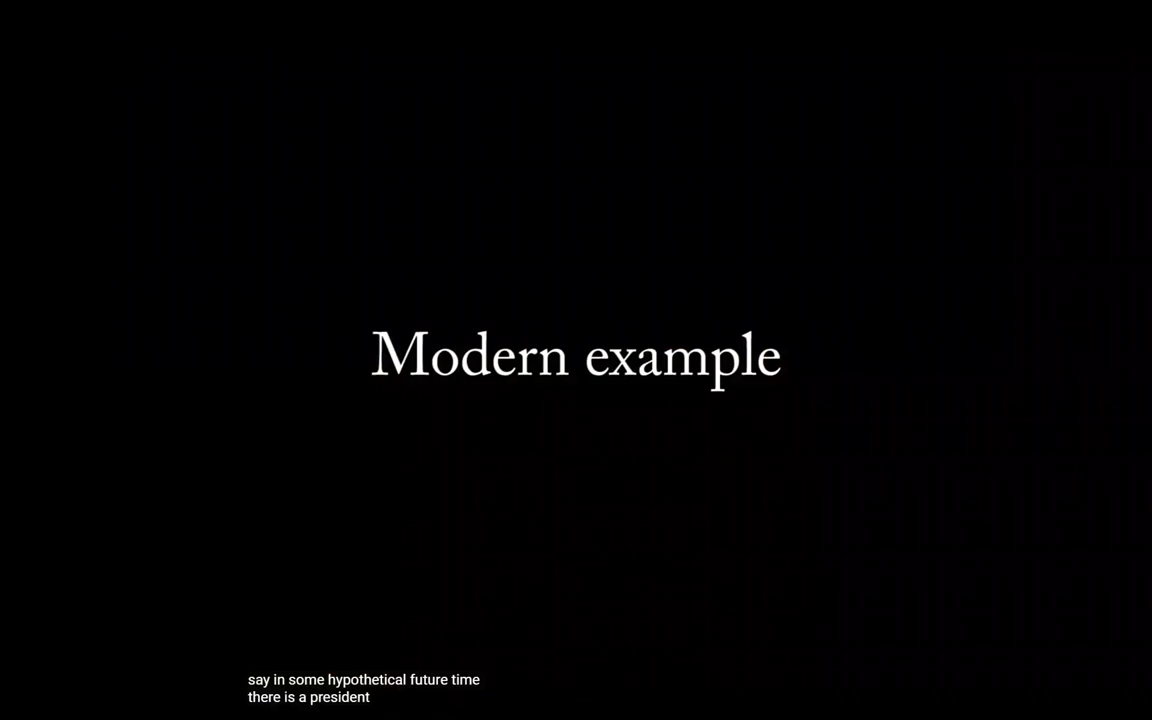 Modern example
say in some hypothetical future time
there is a president